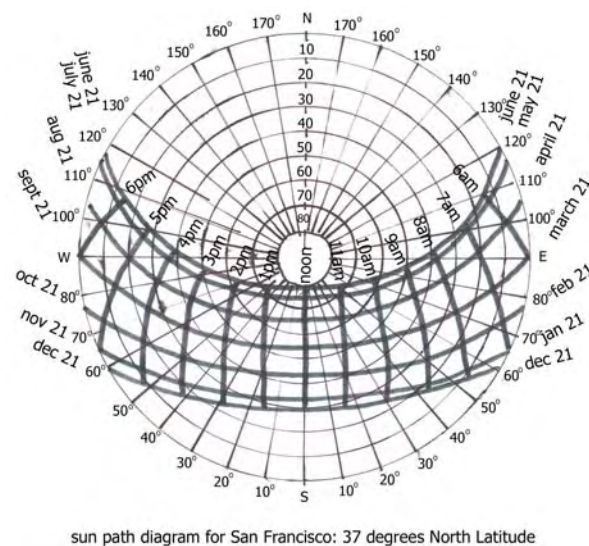 N
170° 170°
160° 160°
150° 150°
140° 140°
130° 130°
120° 120°
110° 110°
100° 100°
W E
80° 80°
70° 70°
60° 60°
50° 50°
40° 40°
30° 30°
20° 20°
10° 10°
S
10
20
30
40
50
60
70
80
june 21
july 21
aug 21
sept 21
oct 21
nov 21
dec 21
june 21
may 21
april 21
march 21
feb 21
jan 21
dec 21
6pm
5pm
4pm
3pm
2pm
1pm
noon
11am
10am
9am
8am
7am
6am
sun path diagram for San Francisco: 37 degrees North Latitude